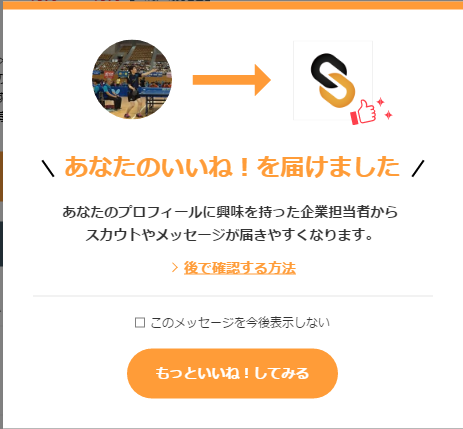 あなたのいいね！を届けました
あなたのプロフィールに興味を持った企業担当者から
スカウトやメッセージが届きやすくなります。
後で確認する方法
このメッセージを今後表示しない
もっといいね！してみる